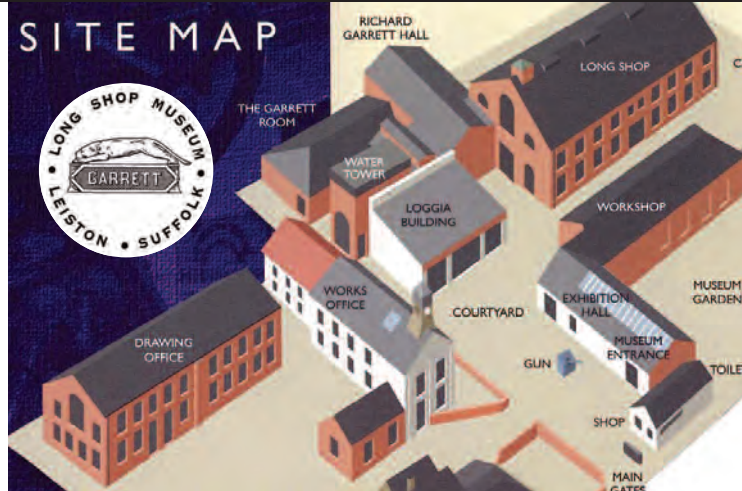 SITE MAP
LONG SHOP MUSEUM
GARRETT
LEISTON • SUFFOLK
RICHARD
GARRETT HALL
LONG SHOP
THE GARRETT
ROOM
WATER
TOWER
LOGGIA
BUILDING
WORKSHOP
WORKS
OFFICE
COURTYARD
EXHIBITION
HALL
MUSEUM
GARDEN
MUSEUM
ENTRANCE
DRAWING
OFFICE
GUN
TOILE
SHOP
MAIN
GATES